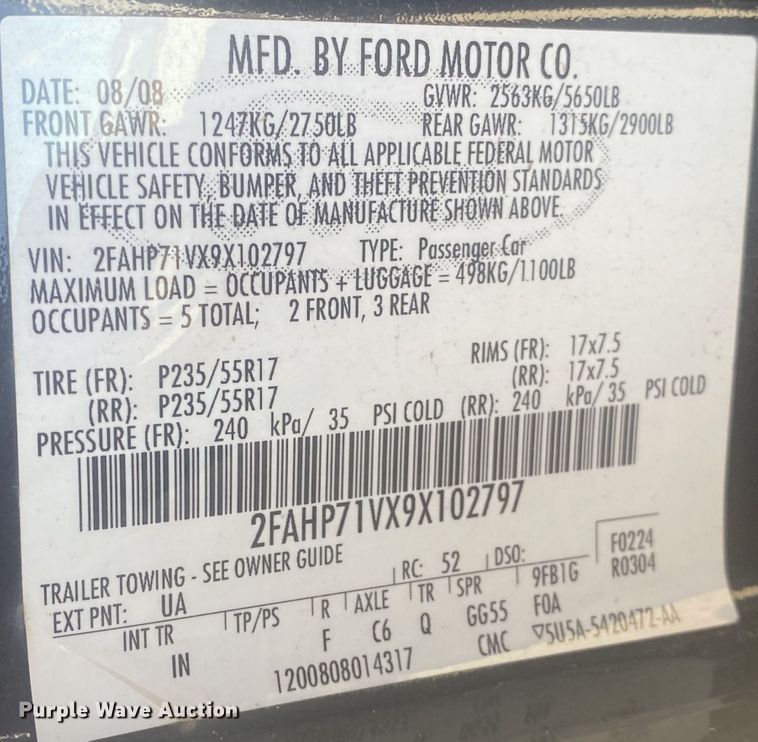 MFD. BY FORD MOTOR CO.
DATE: 08/08 GVWR: 2563KG/5650LB
FRONT GAWR: 1247KG/2750LB REAR GAWR: 1315KG/2900LB
THIS VEHICLE CONFORMS TO ALL APPLICABLE FEDERAL MOTOR
VEHICLE SAFETY, BUMPER, AND THEFT PREVENTION STANDARDS
IN EFFECT ON THE DATE OF MANUFACTURE SHOWN ABOVE.
VIN: 2FAHP71VX9X102797 TYPE: Passenger Car
MAXIMUM LOAD = OCCUPANTS + LUGGAGE = 498KG/1100LB
OCCUPANTS = 5 TOTAL; 2 FRONT, 3 REAR
TIRE (FR): P235/55R17 RIMS (FR): 17x7.5
(RR): P235/55R17 (RR): 17x7.5
PRESSURE (FR): 240 kPa/ 35 PSI COLD (RR): 240 kPa/ 35 PSI COLD
2FAHP71VX9X102797
TRAILER TOWING - SEE OWNER GUIDE
EXT PNT: UA RC: 52 DSO: F0224
INT TR TP/PS R AXLE TR SPR 9FB1G R0304
IN F C6 Q GG55 F0A
1200808014317 CMC ▽5U5A-5420472-AA
Purple Wave Auction